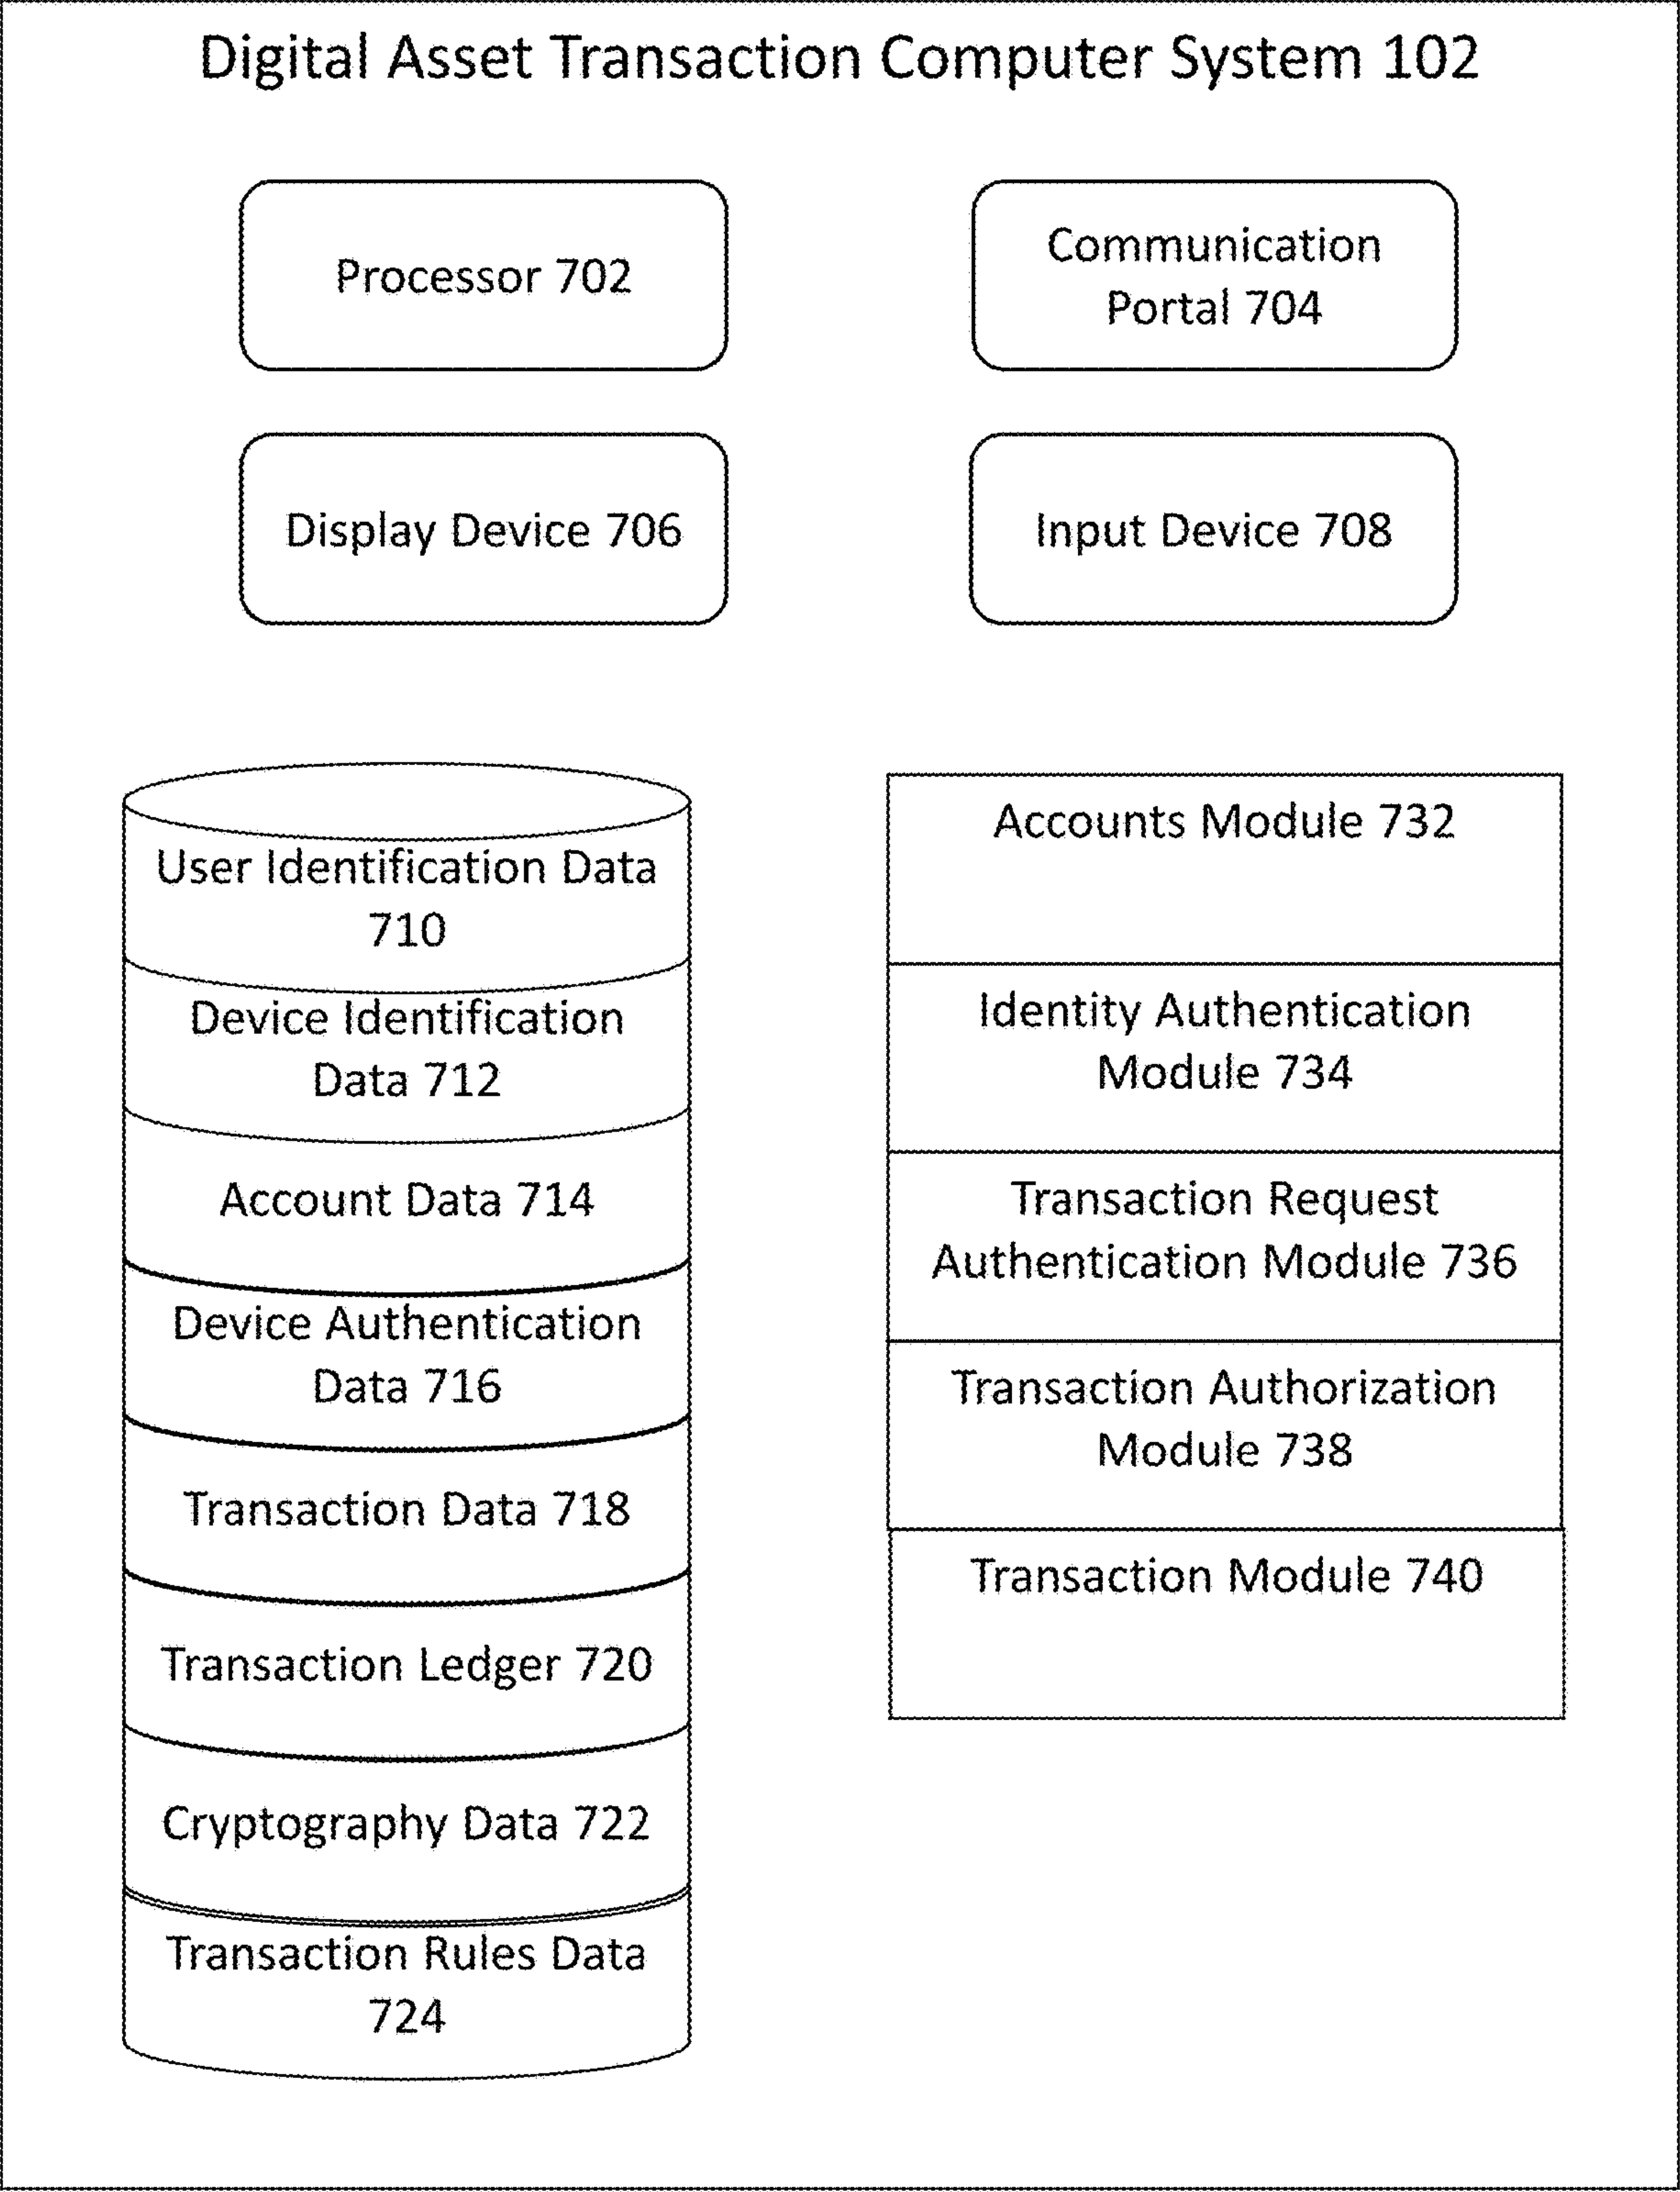 Digital Asset Transaction Computer System 102
Processor 702
Communication
Portal 704
Display Device 706
Input Device 708
User Identification Data
710
Device Identification
Data 712
Account Data 714
Device Authentication
Data 716
Transaction Data 718
Transaction Ledger 720
Cryptography Data 722
Transaction Rules Data
724
Accounts Module 732
Identity Authentication
Module 734
Transaction Request
Authentication Module 736
Transaction Authorization
Module 738
Transaction Module 740